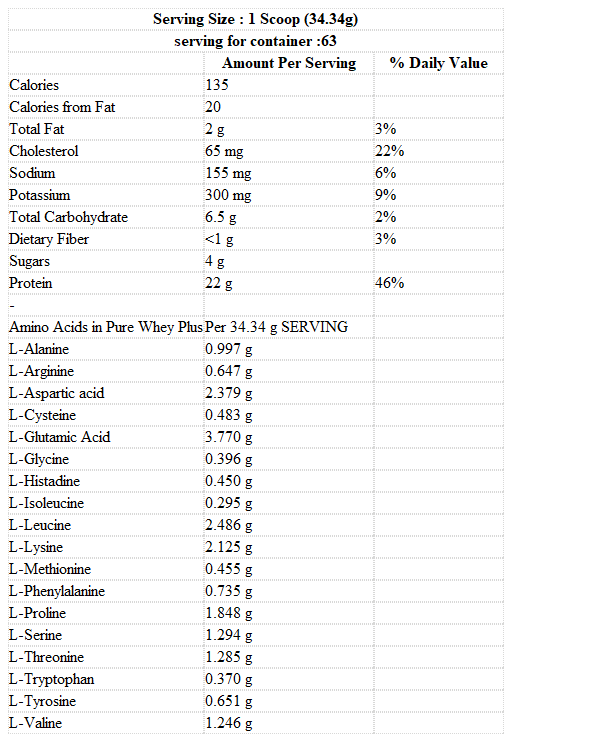 Serving Size : 1 Scoop (34.34g)
serving for container :63
Amount Per Serving % Daily Value
Calories 135
Calories from Fat 20
Total Fat 2 g 3%
Cholesterol 65 mg 22%
Sodium 155 mg 6%
Potassium 300 mg 9%
Total Carbohydrate 6.5 g 2%
Dietary Fiber <1 g 3%
Sugars 4 g
Protein 22 g 46%
-
Amino Acids in Pure Whey Plus Per 34.34 g SERVING
L-Alanine 0.997 g
L-Arginine 0.647 g
L-Aspartic acid 2.379 g
L-Cysteine 0.483 g
L-Glutamic Acid 3.770 g
L-Glycine 0.396 g
L-Histadine 0.450 g
L-Isoleucine 0.295 g
L-Leucine 2.486 g
L-Lysine 2.125 g
L-Methionine 0.455 g
L-Phenylalanine 0.735 g
L-Proline 1.848 g
L-Serine 1.294 g
L-Threonine 1.285 g
L-Tryptophan 0.370 g
L-Tyrosine 0.651 g
L-Valine 1.246 g